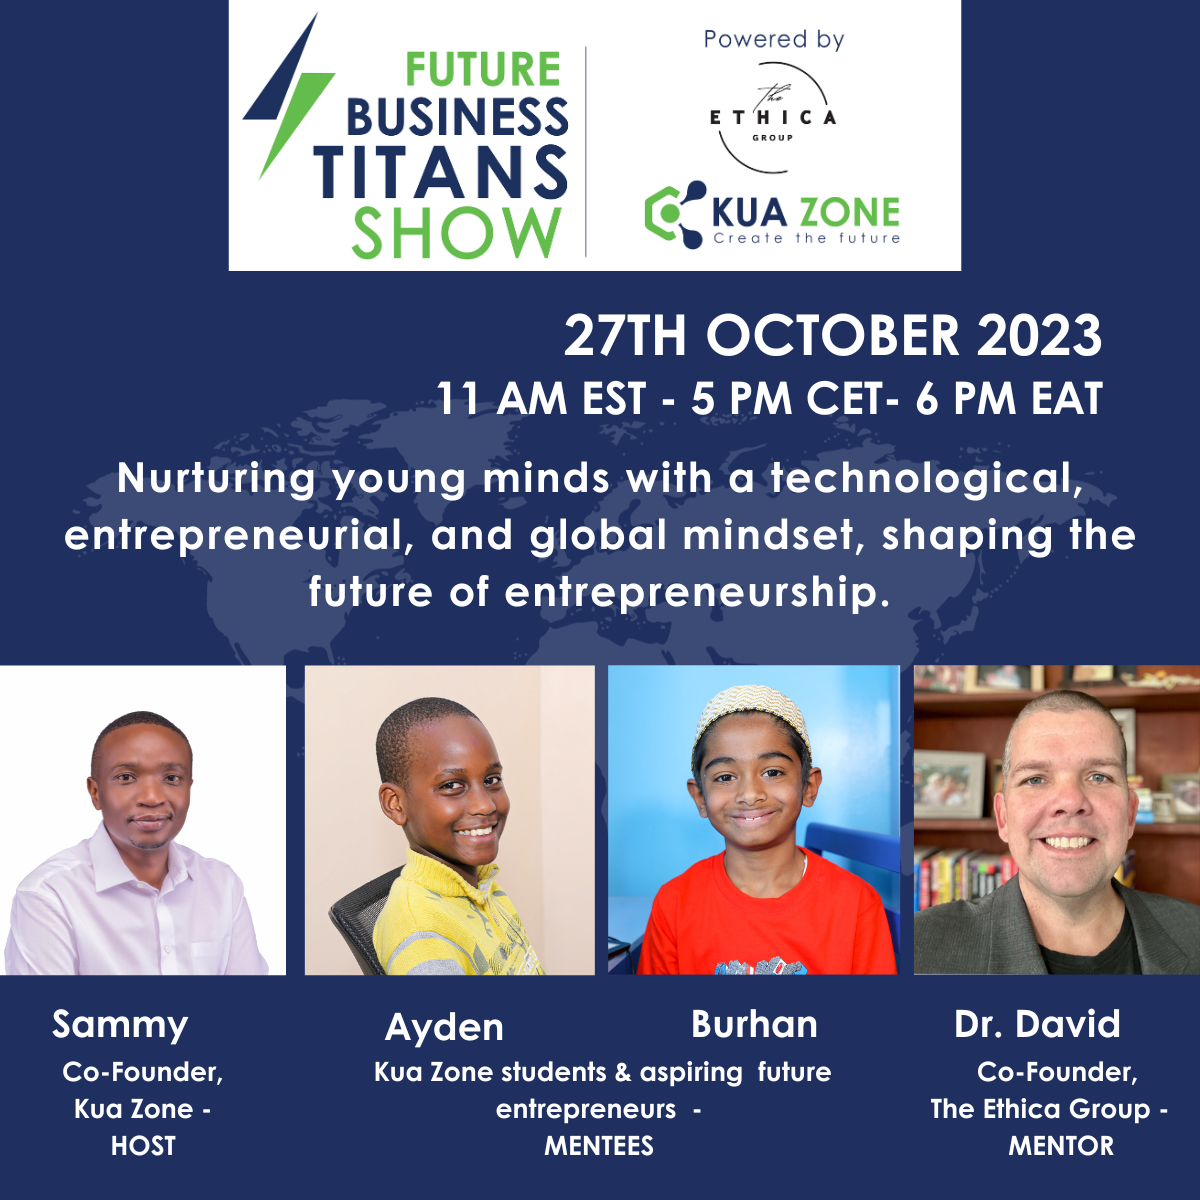 FUTURE
BUSINESS
TITANS
SHOW
Powered by
The
ETHICA
GROUP
KUA ZONE
Create the future
27TH OCTOBER 2023
11 AM EST - 5 PM CET- 6 PM EAT
Nurturing young minds with a technological,
entrepreneurial, and global mindset, shaping the
future of entrepreneurship.
Sammy
Co-Founder,
Kua Zone -
HOST
Ayden
Burhan
Kua Zone students & aspiring future
entrepreneurs -
MENTEES
Dr. David
Co-Founder,
The Ethica Group -
MENTOR